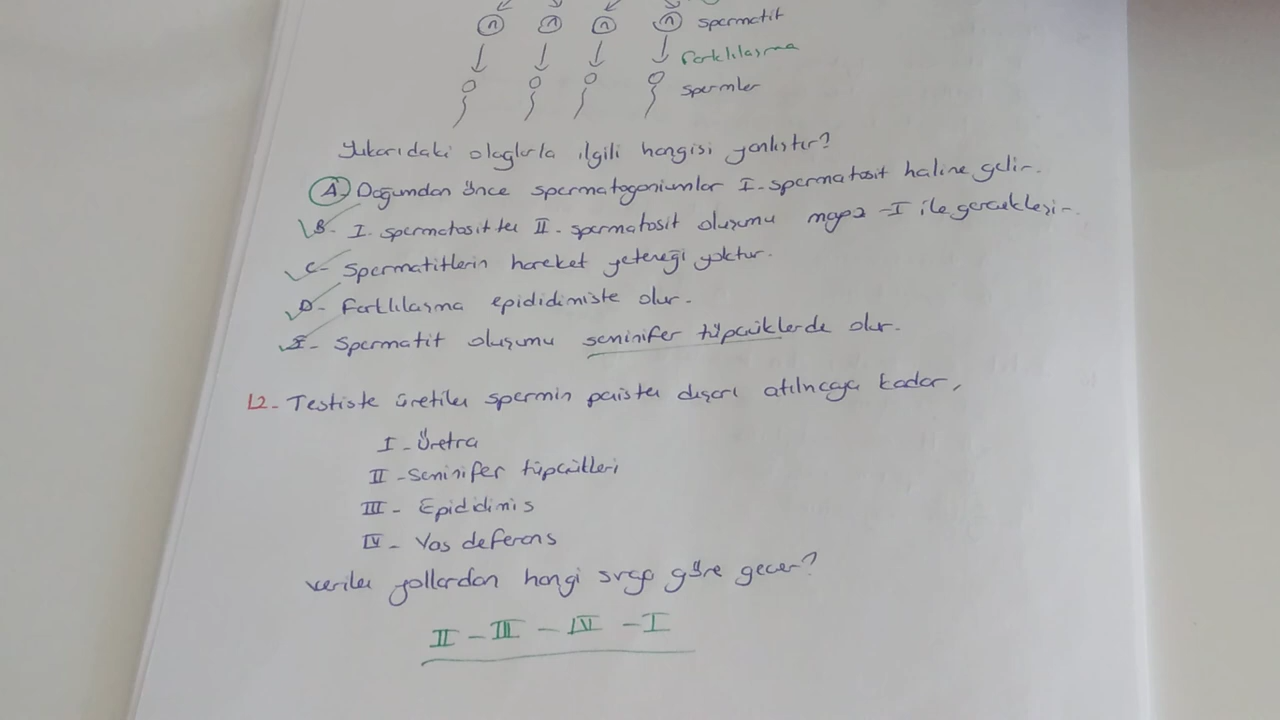 n n n n spermatit
farklılaşma
spermler
Yukarıdaki olaylarla ilgili hangisi yanlıştır?
A) Doğumdan önce spermatogoniumlar I-spermatosit haline gelir.
B- I. spermatositten II-spermatosit oluşumu mayoz-I ile gerçekleşir.
C- Spermatitlerin hareket yeteneği yoktur.
D- Farklılaşma epididimiste olur.
E- Spermatit oluşumu seminifer tüpçüklerde olur.
12- Testiste üretilen spermin penisten dışarı atılıncaya kadar,
I - Üretra
II - Seminifer tüpçükleri
III - Epididimis
IV - Vas deferans
verilen yollardan hangi sıraya göre geçer?
II - III - IV - I